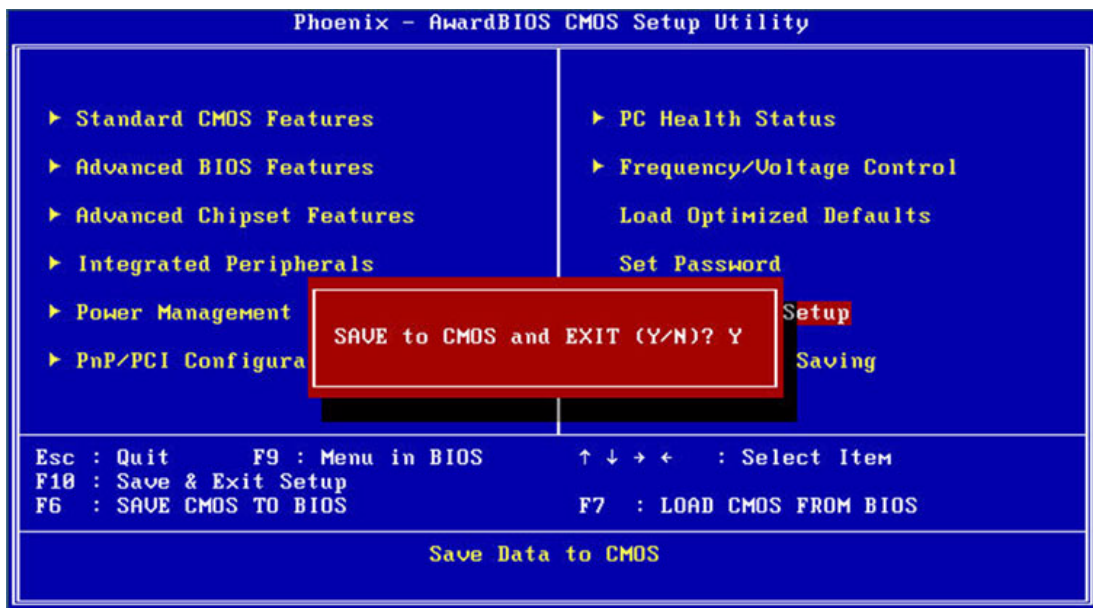 Phoenix - AwardBIOS CMOS Setup Utility
▶ Standard CMOS Features
▶ Advanced BIOS Features
▶ Advanced Chipset Features
▶ Integrated Peripherals
▶ Power Management
▶ PnP/PCI Configura
▶ PC Health Status
▶ Frequency/Voltage Control
Load Optimized Defaults
Set Password
Setup
Saving
SAVE to CMOS and EXIT (Y/N)? Y
Esc : Quit F9 : Menu in BIOS ↑ ↓ → ← : Select Item
F10 : Save & Exit Setup
F6 : SAVE CMOS TO BIOS F7 : LOAD CMOS FROM BIOS
Save Data to CMOS